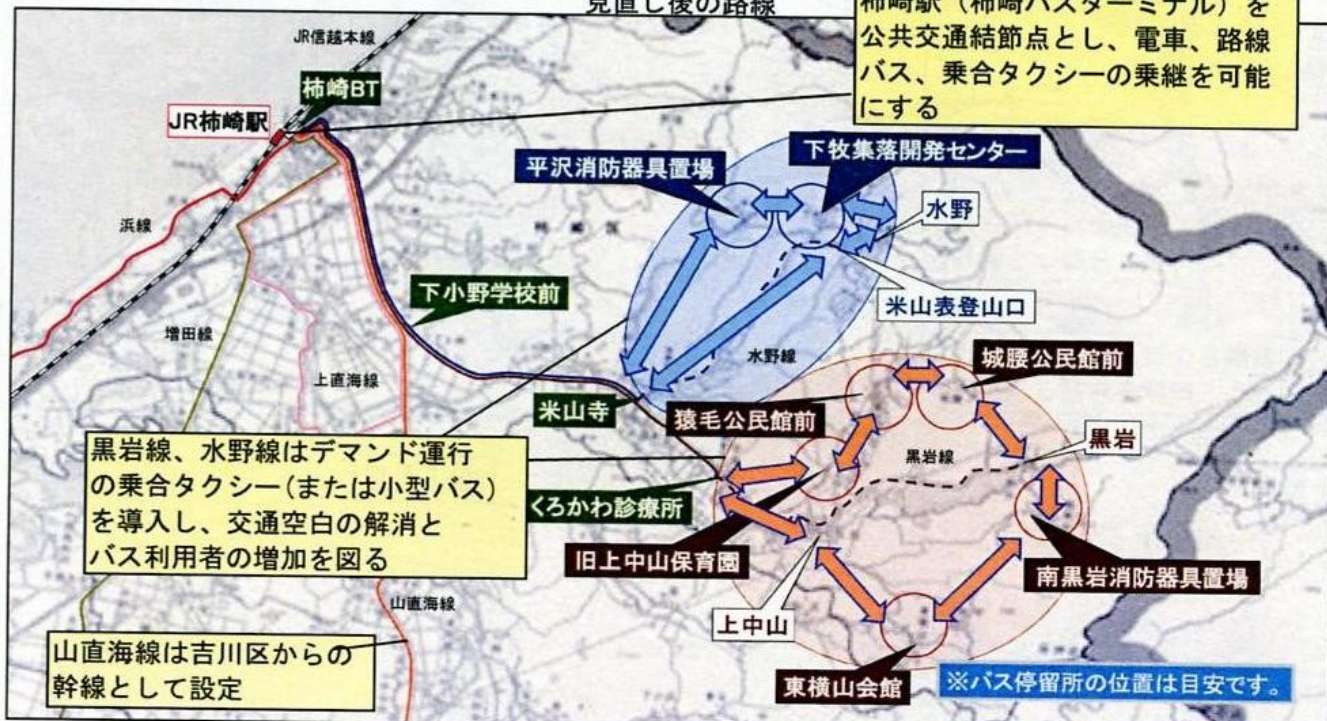 見直し後の路線
柿崎駅（柿崎バスターミナル）を
公共交通結節点とし、電車、路線
バス、乗合タクシーの乗継を可能
にする
JR信越本線
柿崎BT
JR柿崎駅
平沢消防器具置場
下牧集落開発センター
水野
浜線
下小野学校前
米山表登山口
増田線
上直海線
水野線
城腰公民館前
米山寺
猿毛公民館前
黒岩
黒岩線
黒岩線、水野線はデマンド運行
の乗合タクシー(または小型バス)
を導入し、交通空白の解消と
バス利用者の増加を図る
くろかわ診療所
旧上中山保育園
南黒岩消防器具置場
山直海線
上中山
山直海線は吉川区からの
幹線として設定
東横山会館
※バス停留所の位置は目安です。